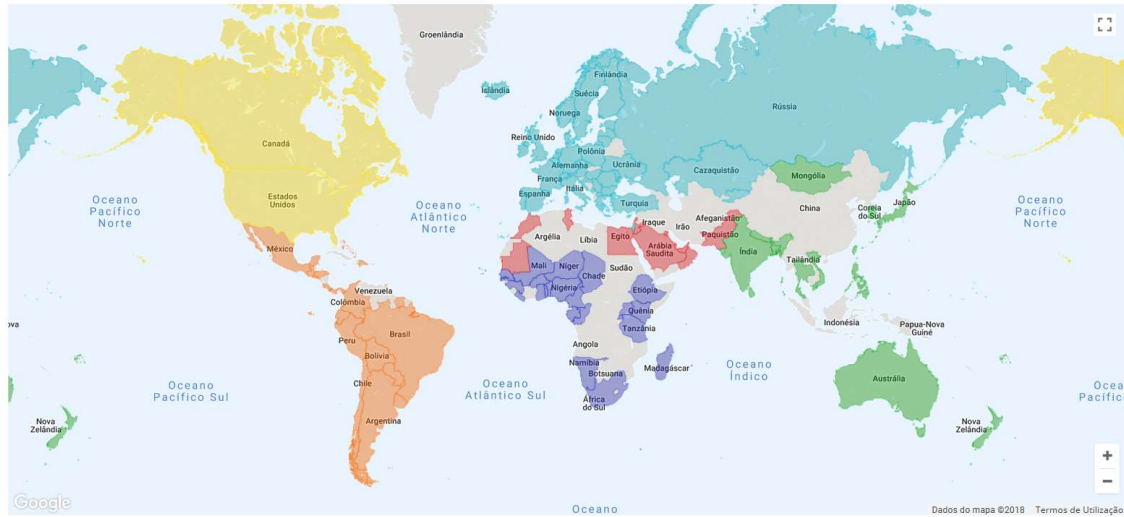 Groenlândia
Islândia
Finlândia
Suécia
Noruega
Rússia
Reino Unido
Polônia
Alemanha
Ucrânia
França
Itália
Espanha
Turquia
Cazaquistão
Mongólia
Canadá
Estados
Unidos
Oceano
Pacífico
Norte
Oceano
Atlântico
Norte
Oceano
Pacífico
Norte
China
Coreia
do Sul
Japão
Afeganistão
Iraque
Irã
Paquistão
Argélia
Líbia
Egito
Arábia
Saudita
Índia
Tailândia
México
Mali
Níger
Chade
Sudão
Nigéria
Etiópia
Quênia
Tanzânia
Venezuela
Colômbia
Brasil
Peru
Bolívia
Chile
Argentina
Indonésia
Papua-Nova
Guiné
ova
Angola
Namíbia
Botsuana
Madagáscar
África
do Sul
Oceano
Índico
Oceano
Pacífico Sul
Oceano
Atlântico Sul
Austrália
Ocea
Pacífic
Nova
Zelândia
Nova
Zelândia
Oceano
+
−
Google
Dados do mapa ©2018 Termos de Utilização